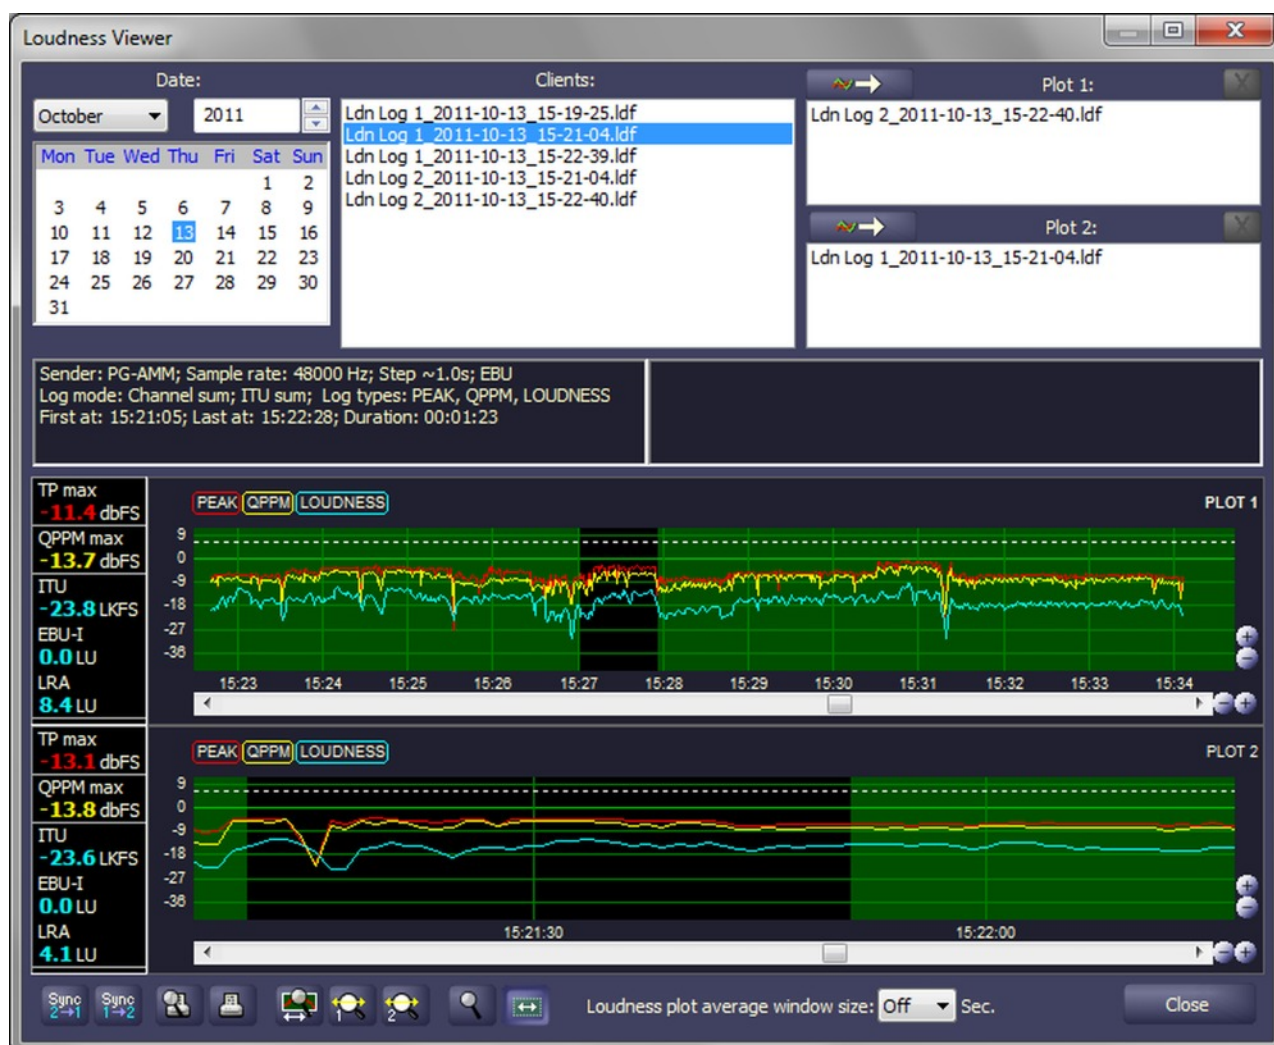 Loudness Viewer
Date:
October
2011
Mon Tue Wed Thu Fri Sat Sun
1 2
3 4 5 6 7 8 9
10 11 12 13 14 15 16
17 18 19 20 21 22 23
24 25 26 27 28 29 30
31
Clients:
Ldn Log 1_2011-10-13_15-19-25.ldf
Ldn Log 1_2011-10-13_15-21-04.ldf
Ldn Log 1_2011-10-13_15-22-39.ldf
Ldn Log 2_2011-10-13_15-21-04.ldf
Ldn Log 2_2011-10-13_15-22-40.ldf
Plot 1:
X
Ldn Log 2_2011-10-13_15-22-40.ldf
Plot 2:
X
Ldn Log 1_2011-10-13_15-21-04.ldf
Sender: PG-AMM; Sample rate: 48000 Hz; Step ~1.0s; EBU
Log mode: Channel sum; ITU sum; Log types: PEAK, QPPM, LOUDNESS
First at: 15:21:05; Last at: 15:22:28; Duration: 00:01:23
TP max
-11.4 dbFS
QPPM max
-13.7 dbFS
ITU
-23.8 LKFS
EBU-I
0.0 LU
LRA
8.4 LU
PEAK QPPM LOUDNESS
PLOT 1
9
0
-9
-18
-27
-36
15:23 15:24 15:25 15:26 15:27 15:28 15:29 15:30 15:31 15:32 15:33 15:34
TP max
-13.1 dbFS
QPPM max
-13.8 dbFS
ITU
-23.6 LKFS
EBU-I
0.0 LU
LRA
4.1 LU
PEAK QPPM LOUDNESS
PLOT 2
9
0
-9
-18
-27
-36
15:21:30 15:22:00
Sync
2→1
Sync
1→2
1
2
Loudness plot average window size: Off Sec.
Close